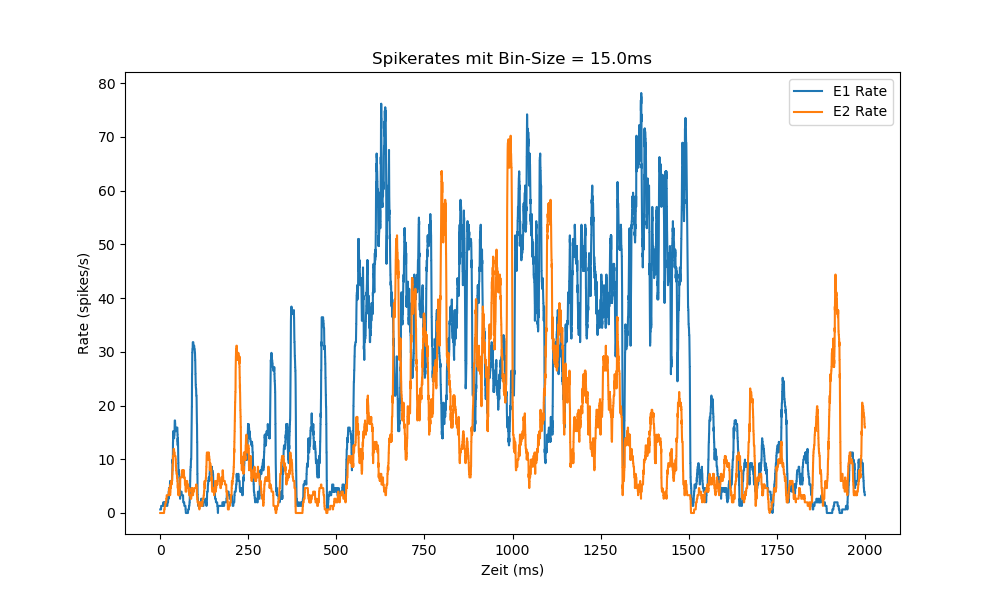 Spikerates mit Bin-Size = 15.0ms
E1 Rate
E2 Rate
Rate (spikes/s)
80
70
60
50
40
30
20
10
0
0 250 500 750 1000 1250 1500 1750 2000
Zeit (ms)